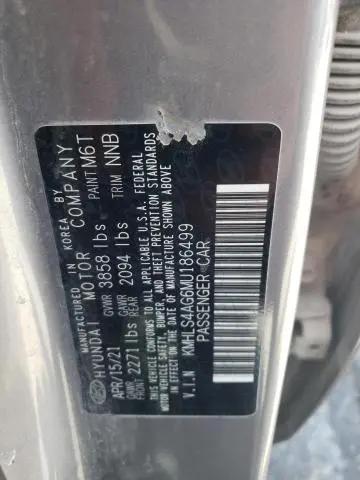 MANUFACTURED IN KOREA BY
HYUNDAI MOTOR COMPANY
APR/15/21 GVWR 3858 lbs PAINT M6T
GAWR FRONT 2271 lbs GAWR REAR 2094 lbs TRIM NNB
THIS VEHICLE CONFORMS TO ALL APPLICABLE U.S.A. FEDERAL
MOTOR VEHICLE SAFETY, BUMPER, AND THEFT PREVENTION STANDARDS
IN EFFECT ON THE DATE OF MANUFACTURE SHOWN ABOVE.
V.I.N KMHLS4AG8MU186499
PASSENGER CAR